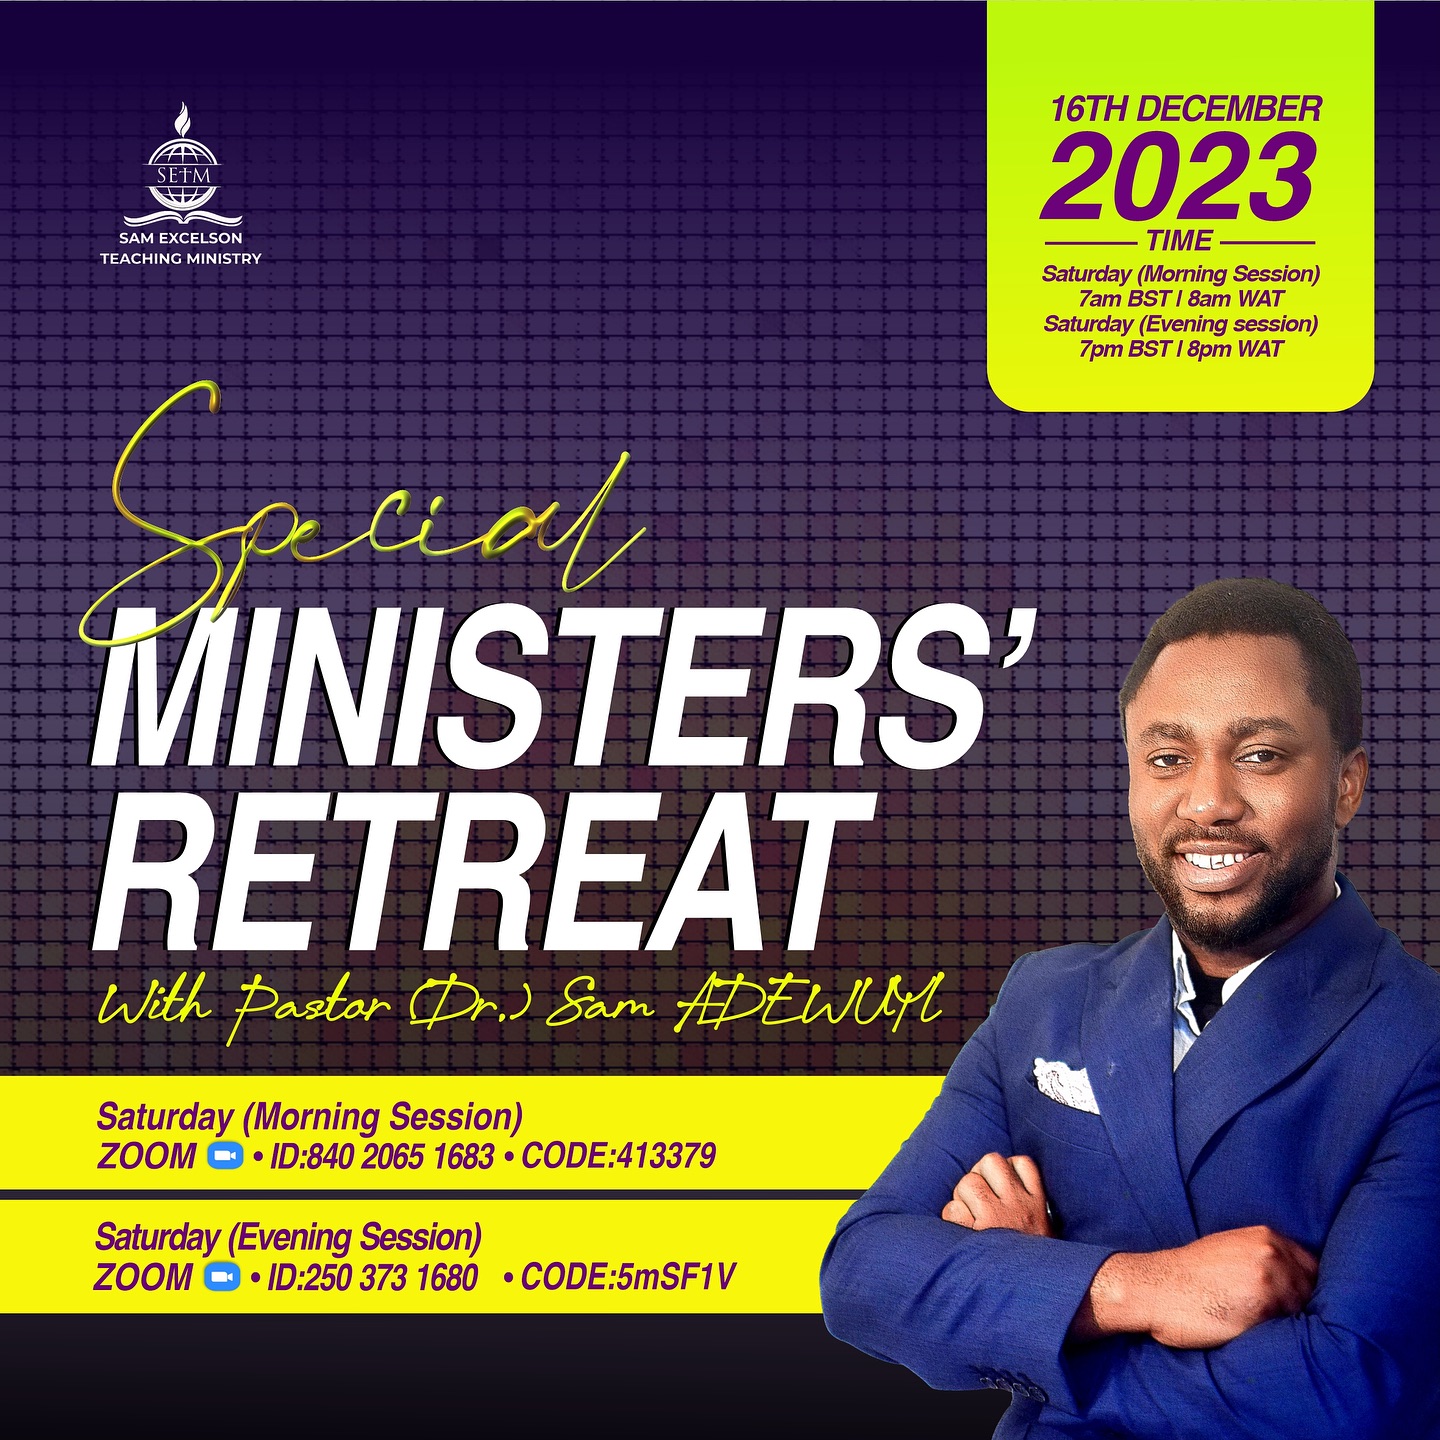 SETM
SAM EXCELSON
TEACHING MINISTRY
16TH DECEMBER
2023
TIME
Saturday (Morning Session)
7am BST | 8am WAT
Saturday (Evening session)
7pm BST | 8pm WAT
Special
MINISTERS’
RETREAT
With Pastor (Dr.) Sam ADEWUYI
Saturday (Morning Session)
ZOOM • ID:840 2065 1683 • CODE:413379
Saturday (Evening Session)
ZOOM • ID:250 373 1680 • CODE:5mSF1V